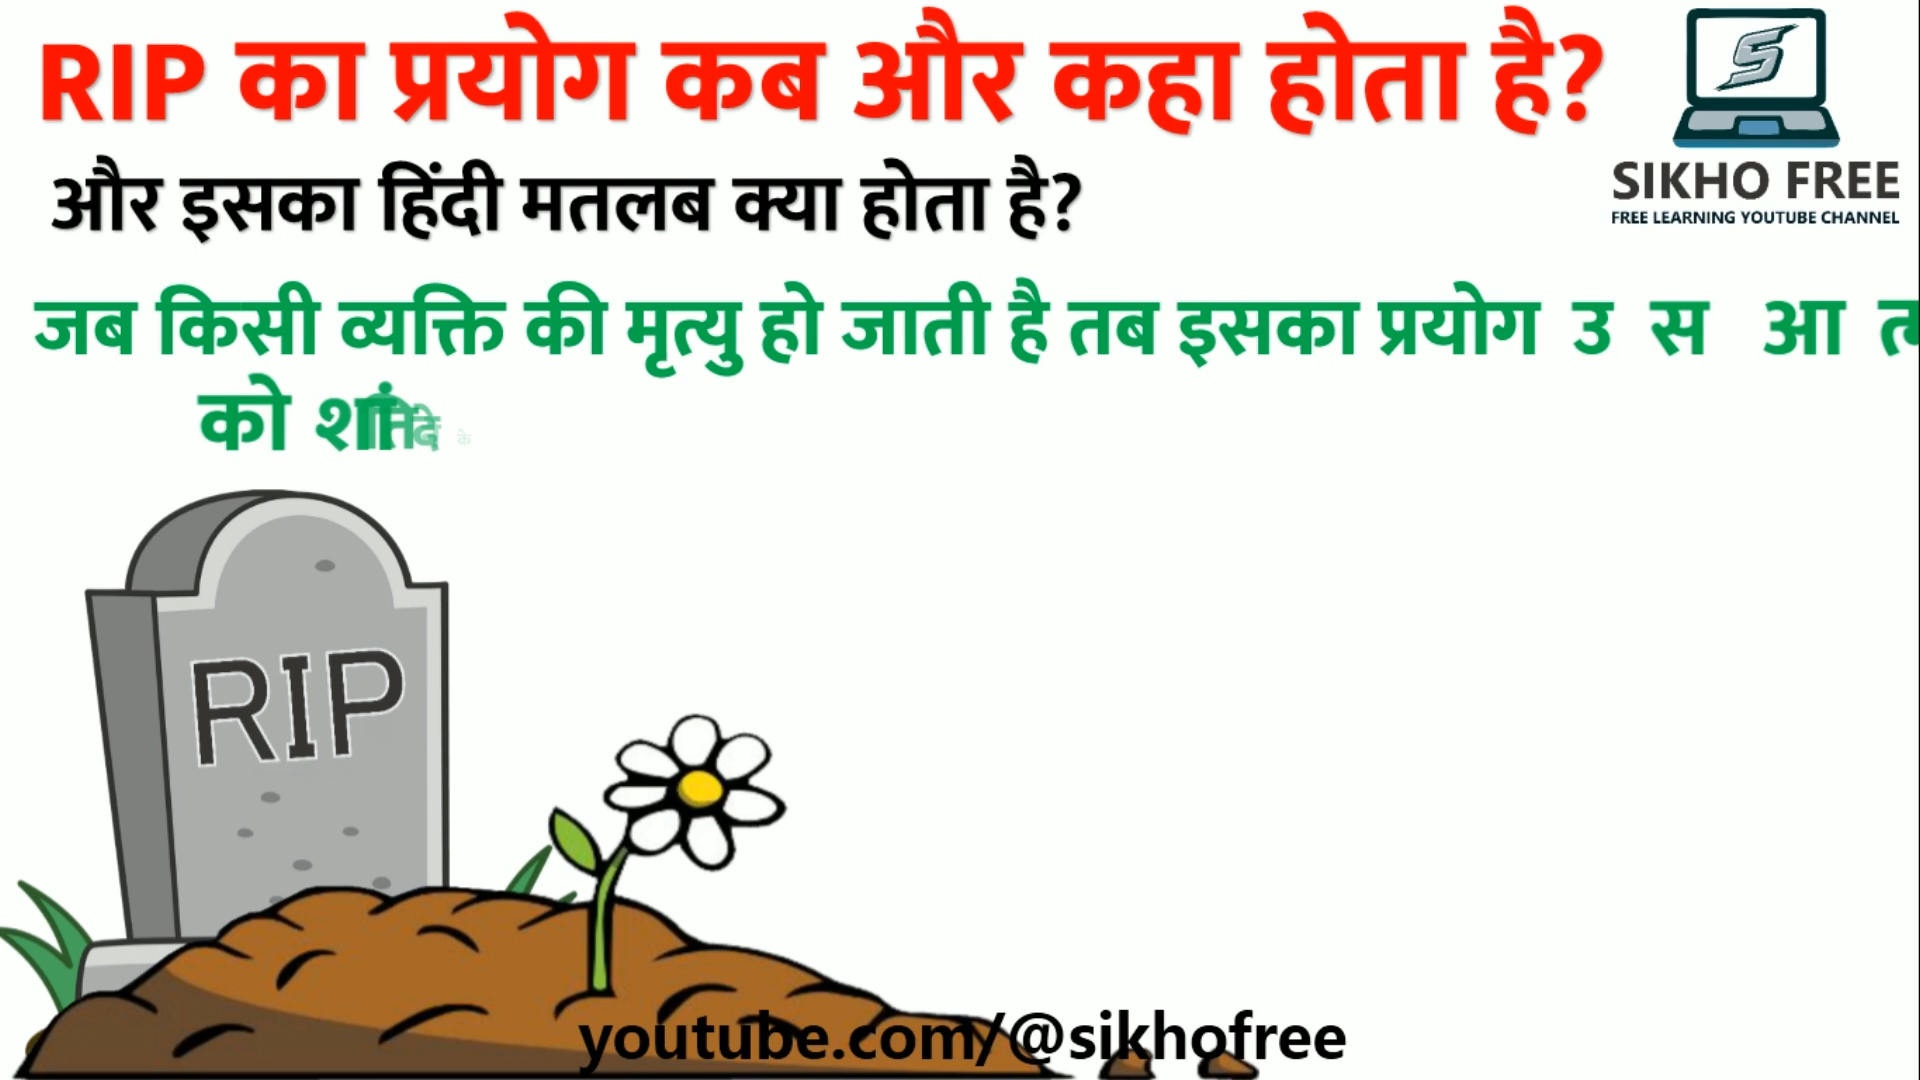 RIP का प्रयोग कब और कहा होता है?
SIKHO FREE
FREE LEARNING YOUTUBE CHANNEL
और इसका हिंदी मतलब क्या होता है?
जब किसी व्यक्ति की मृत्यु हो जाती है तब इसका प्रयोग उ स आ
को
RIP
youtube.com/@sikhofree